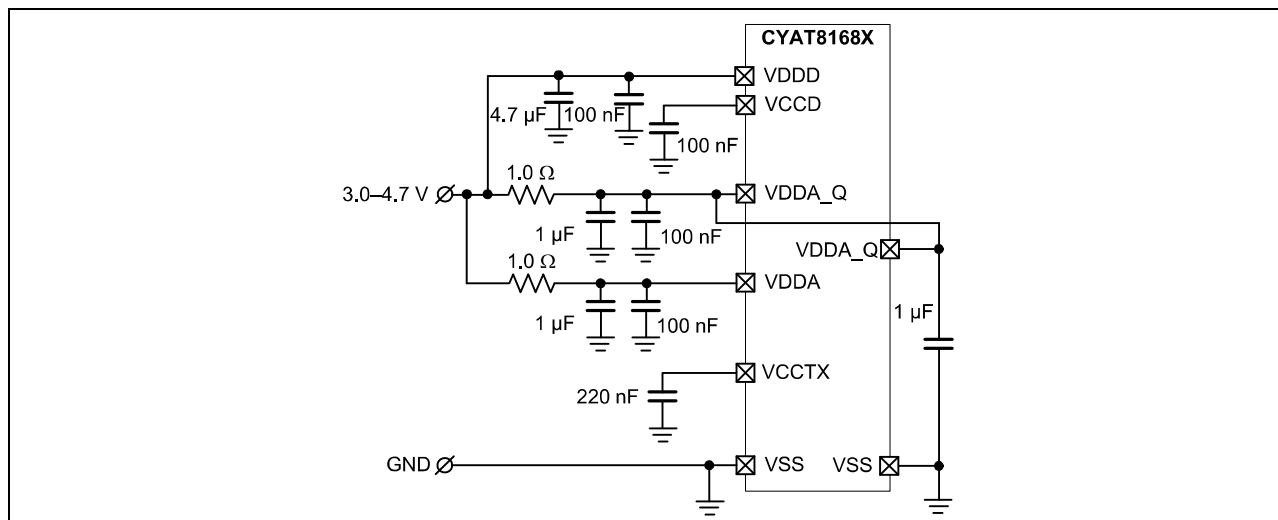 CYAT8168X
VDDD
4.7 µF 100 nF
VCCD
100 nF
1.0 Ω
3.0–4.7 V
VDDA_Q
1 µF
100 nF
VDDA_Q
1.0 Ω
VDDA
1 µF
100 nF
1 µF
VCCTX
220 nF
GND
VSS VSS